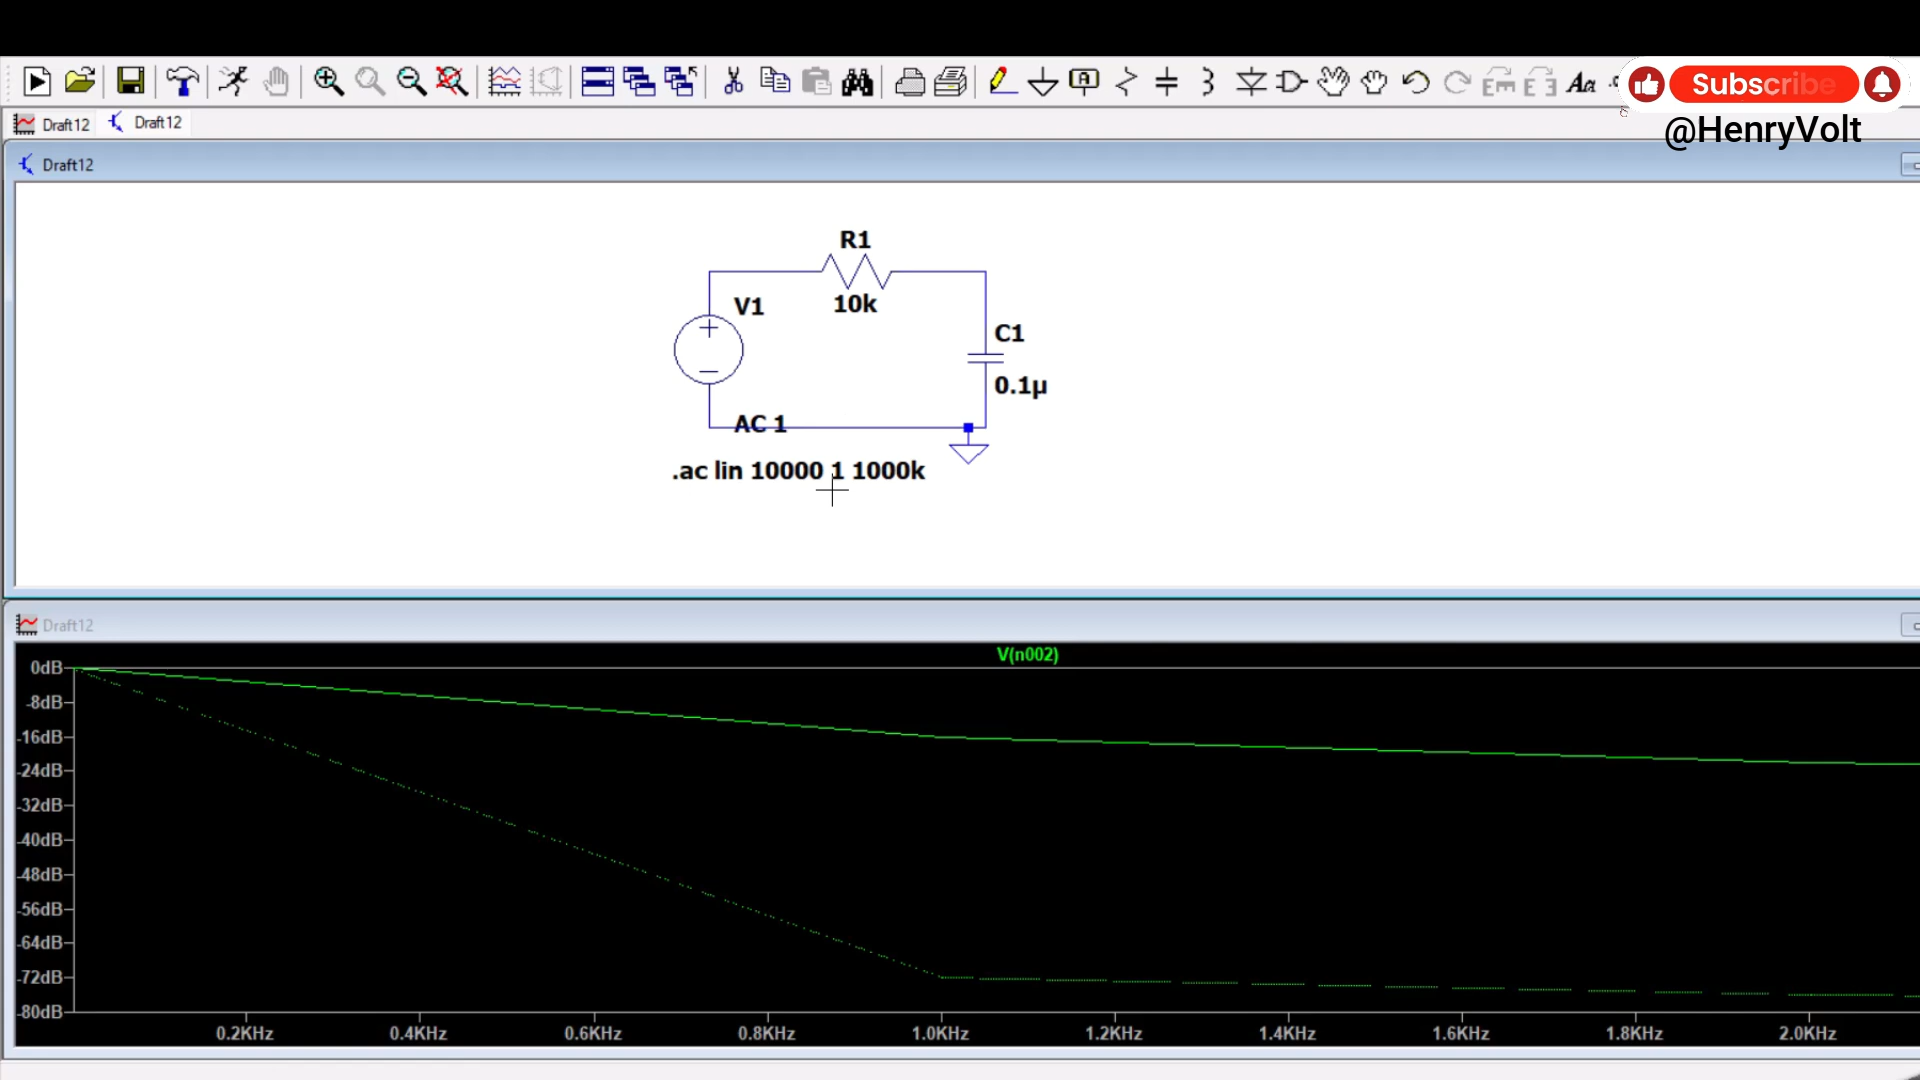 Subscribe
@HenryVolt
Draft12
Draft12
Draft12
R1
10k
V1
C1
0.1µ
AC 1
.ac lin 10000 1 1000k
Draft12
V(n002)
0dB
-8dB
-16dB
-24dB
-32dB
-40dB
-48dB
-56dB
-64dB
-72dB
-80dB
0.2KHz 0.4KHz 0.6KHz 0.8KHz 1.0KHz 1.2KHz 1.4KHz 1.6KHz 1.8KHz 2.0KHz